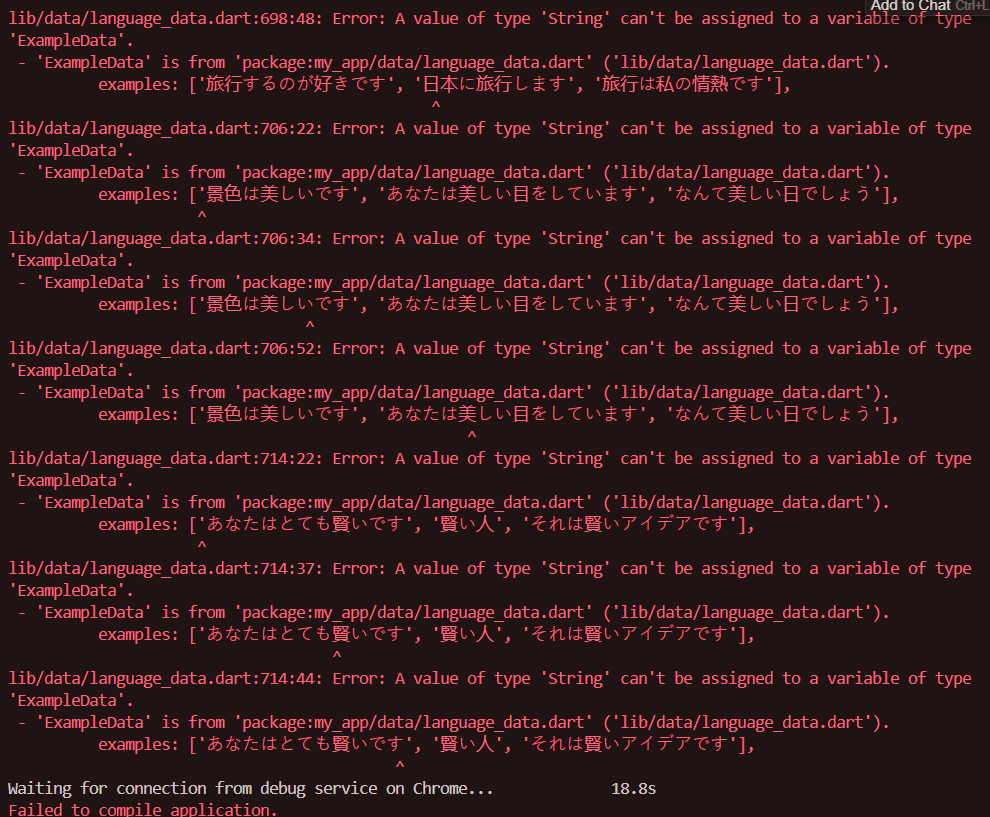 Add to Chat Ctrl+L
lib/data/language_data.dart:698:48: Error: A value of type 'String' can't be assigned to a variable of type
'ExampleData'.
- 'ExampleData' is from 'package:my_app/data/language_data.dart' ('lib/data/language_data.dart').
examples: ['旅行するのが好きです', '日本に旅行します', '旅行は私の情熱です'],
^
lib/data/language_data.dart:706:22: Error: A value of type 'String' can't be assigned to a variable of type
'ExampleData'.
- 'ExampleData' is from 'package:my_app/data/language_data.dart' ('lib/data/language_data.dart').
examples: ['景色は美しいです', 'あなたは美しい目をしています', 'なんて美しい日でしょう'],
^
lib/data/language_data.dart:706:34: Error: A value of type 'String' can't be assigned to a variable of type
'ExampleData'.
- 'ExampleData' is from 'package:my_app/data/language_data.dart' ('lib/data/language_data.dart').
examples: ['景色は美しいです', 'あなたは美しい目をしています', 'なんて美しい日でしょう'],
^
lib/data/language_data.dart:706:52: Error: A value of type 'String' can't be assigned to a variable of type
'ExampleData'.
- 'ExampleData' is from 'package:my_app/data/language_data.dart' ('lib/data/language_data.dart').
examples: ['景色は美しいです', 'あなたは美しい目をしています', 'なんて美しい日でしょう'],
^
lib/data/language_data.dart:714:22: Error: A value of type 'String' can't be assigned to a variable of type
'ExampleData'.
- 'ExampleData' is from 'package:my_app/data/language_data.dart' ('lib/data/language_data.dart').
examples: ['あなたはとても賢いです', '賢い人', 'それは賢いアイデアです'],
^
lib/data/language_data.dart:714:37: Error: A value of type 'String' can't be assigned to a variable of type
'ExampleData'.
- 'ExampleData' is from 'package:my_app/data/language_data.dart' ('lib/data/language_data.dart').
examples: ['あなたはとても賢いです', '賢い人', 'それは賢いアイデアです'],
^
lib/data/language_data.dart:714:44: Error: A value of type 'String' can't be assigned to a variable of type
'ExampleData'.
- 'ExampleData' is from 'package:my_app/data/language_data.dart' ('lib/data/language_data.dart').
examples: ['あなたはとても賢いです', '賢い人', 'それは賢いアイデアです'],
^
Waiting for connection from debug service on Chrome... 18.8s
Failed to compile application.